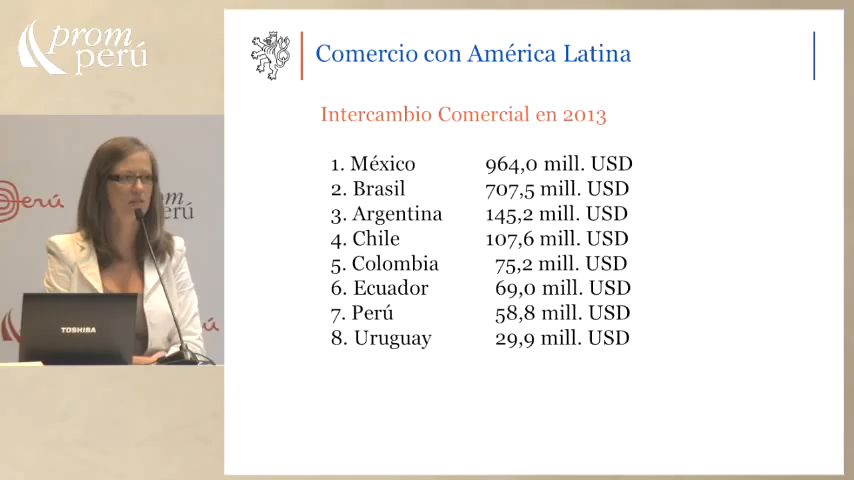 prom
perú
Comercio con América Latina
Intercambio Comercial en 2013
1. México 964,0 mill. USD
2. Brasil 707,5 mill. USD
3. Argentina 145,2 mill. USD
4. Chile 107,6 mill. USD
5. Colombia 75,2 mill. USD
6. Ecuador 69,0 mill. USD
7. Perú 58,8 mill. USD
8. Uruguay 29,9 mill. USD
Perú
om
perú
TOSHIBA